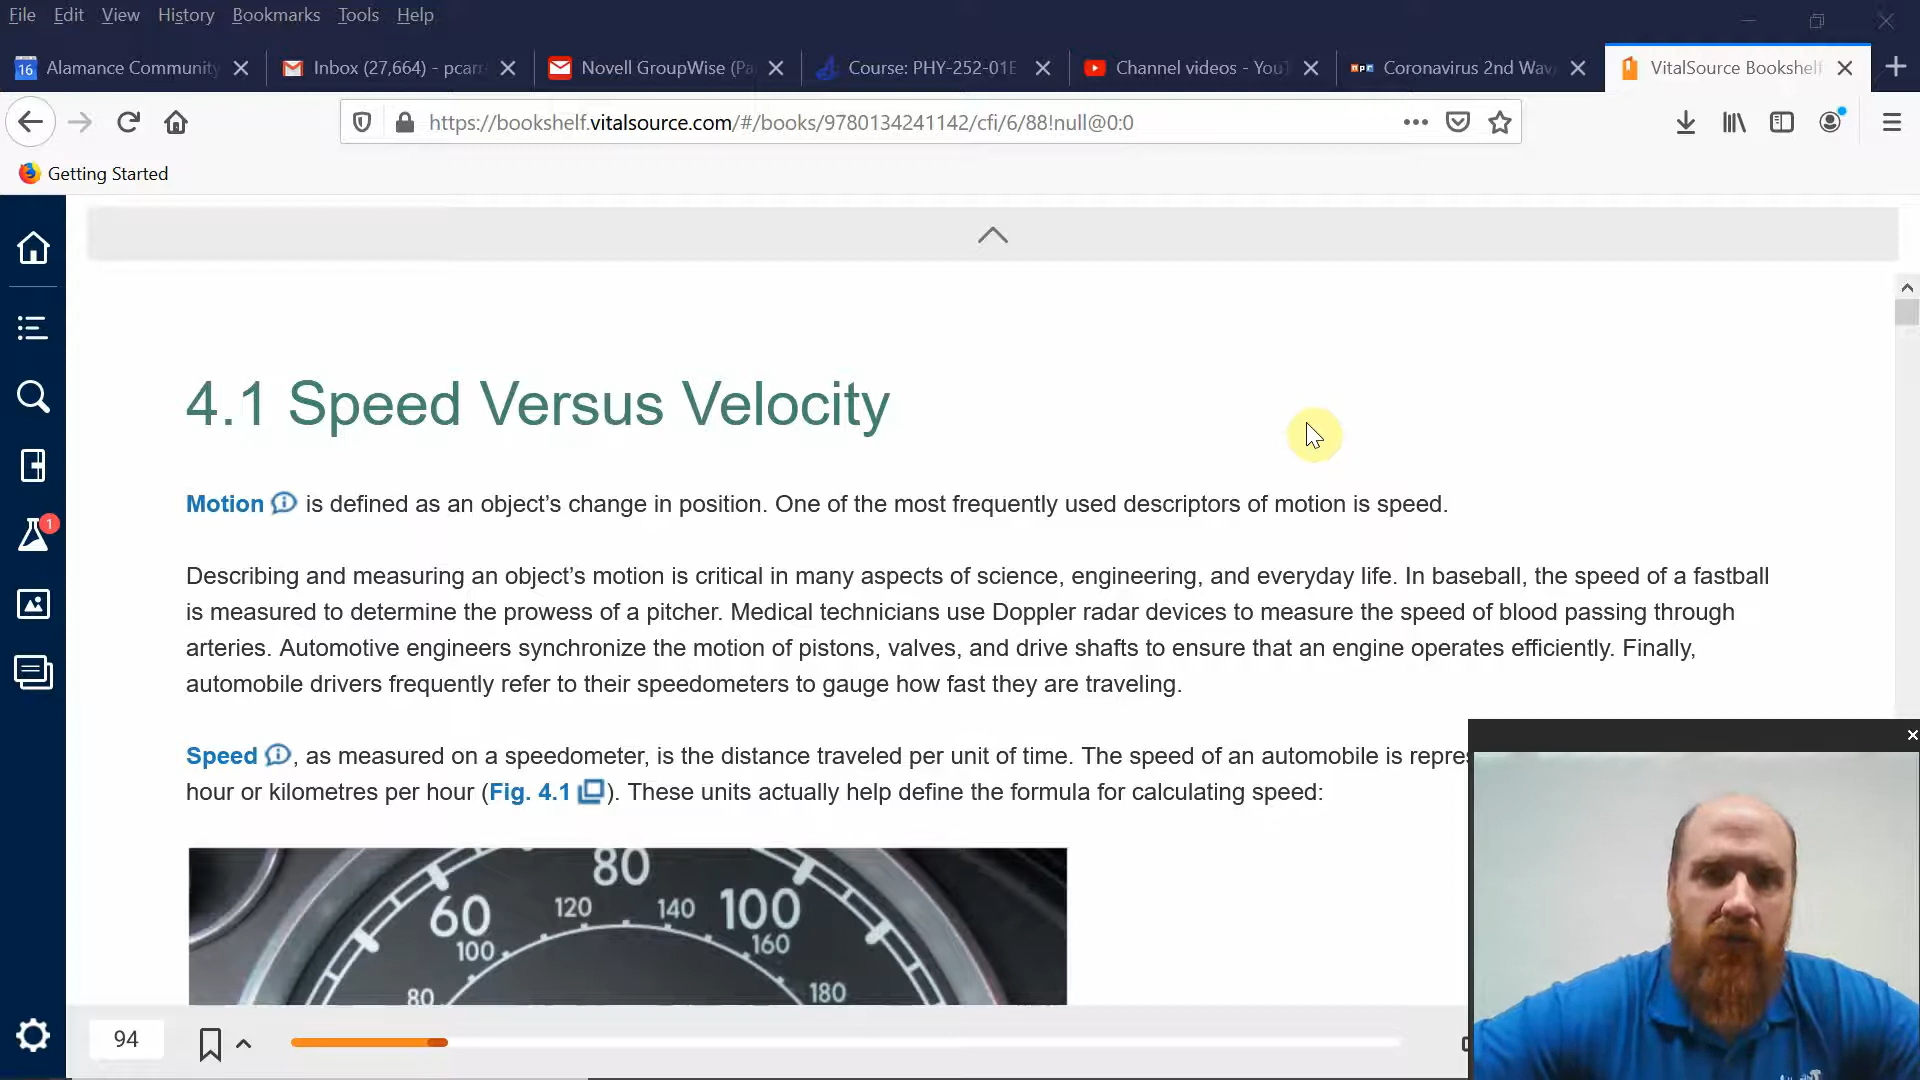 File Edit View History Bookmarks Tools Help
16 Alamance Community
Inbox (27,664) - pcarr
Novell GroupWise (Pa
Course: PHY-252-01E
Channel videos - YouT
npr Coronavirus 2nd Wav
VitalSource Bookshelf
https://bookshelf.vitalsource.com/#/books/9780134241142/cfi/6/88!null@0:0
Getting Started
4.1 Speed Versus Velocity
Motion is defined as an object’s change in position. One of the most frequently used descriptors of motion is speed.
Describing and measuring an object’s motion is critical in many aspects of science, engineering, and everyday life. In baseball, the speed of a fastball
is measured to determine the prowess of a pitcher. Medical technicians use Doppler radar devices to measure the speed of blood passing through
arteries. Automotive engineers synchronize the motion of pistons, valves, and drive shafts to ensure that an engine operates efficiently. Finally,
automobile drivers frequently refer to their speedometers to gauge how fast they are traveling.
1
Speed, as measured on a speedometer, is the distance traveled per unit of time. The speed of an automobile is repres
hour or kilometres per hour (Fig. 4.1). These units actually help define the formula for calculating speed:
80
60 120 140 100
100 160
80 180
94